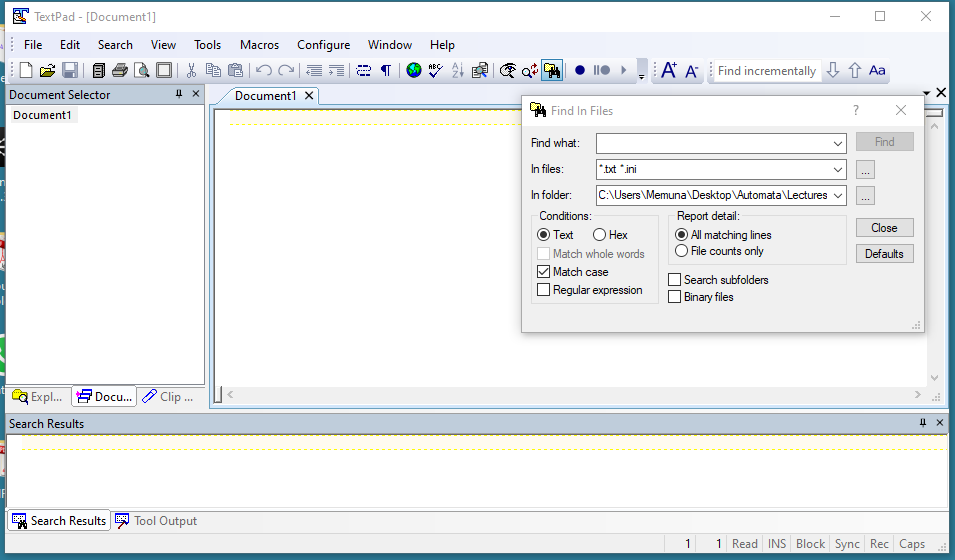 TextPad - [Document1]
File Edit Search View Tools Macros Configure Window Help
Find incrementally Aa
Document Selector
Document1
Document1
Find In Files
Find what: Find
In files: *.txt *.ini ...
In folder: C:\Users\Memuna\Desktop\Automata\Lectures ...
Conditions: Report detail:
Text Hex All matching lines Close
Match whole words File counts only Defaults
Match case Search subfolders
Regular expression Binary files
Expl... Docu... Clip ...
Search Results
Search Results Tool Output
1 1 Read INS Block Sync Rec Caps